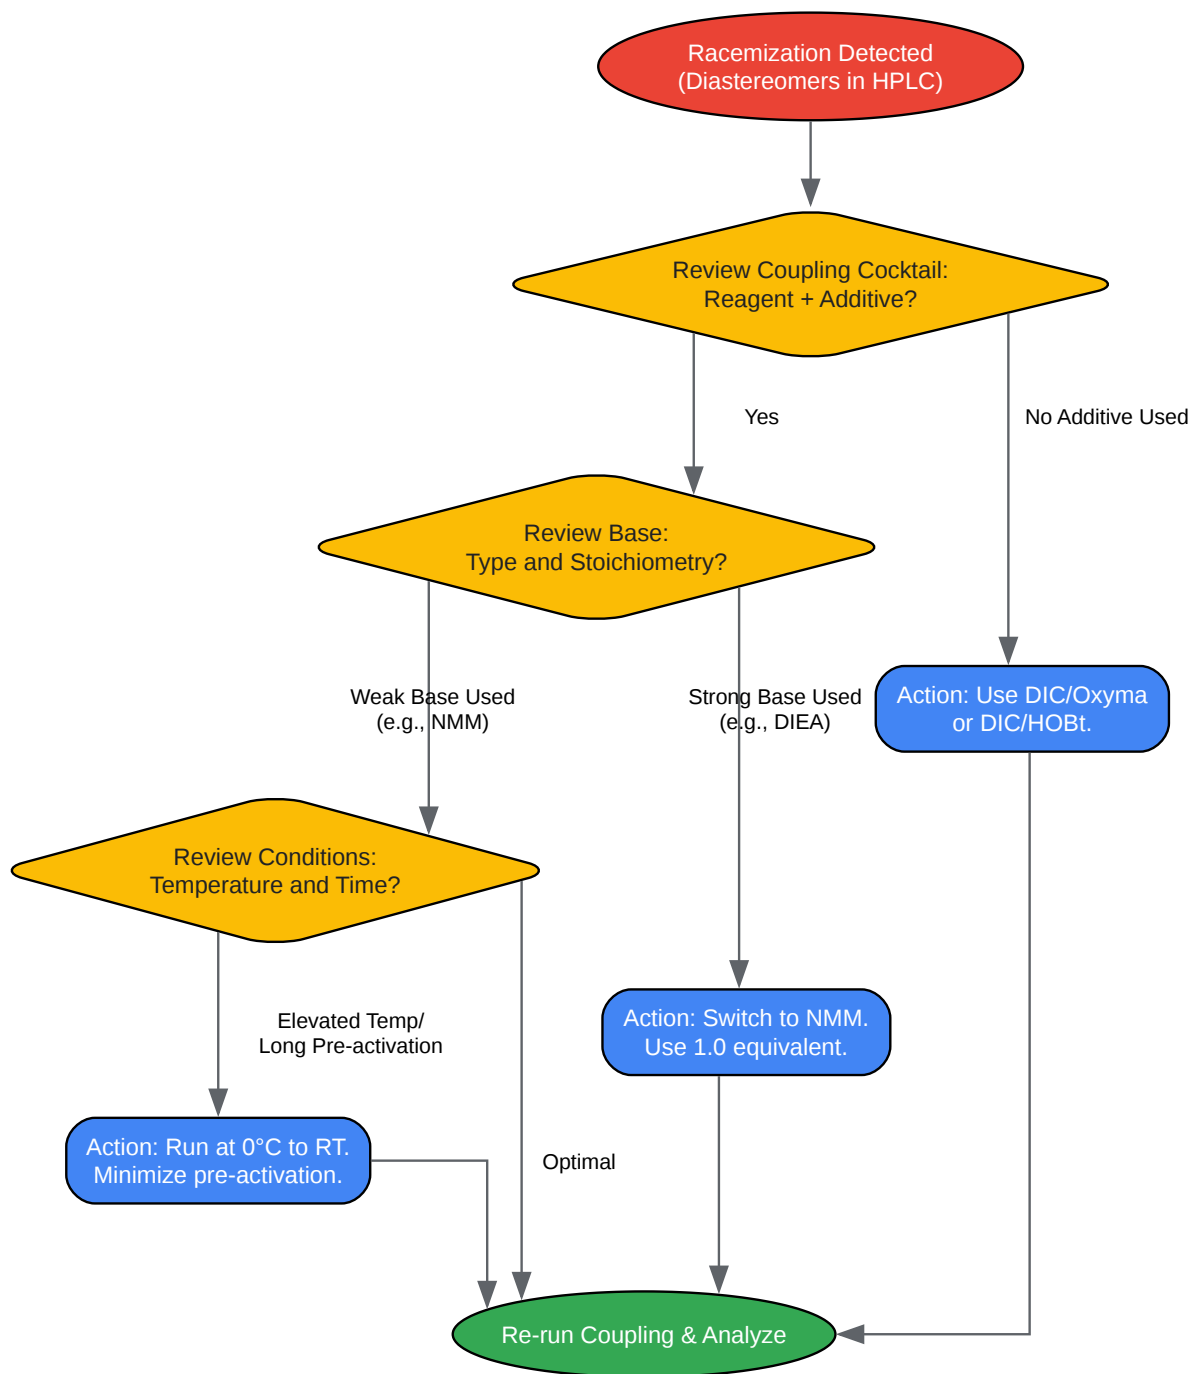 Racemization Detected
(Diastereomers in HPLC)
Review Coupling Cocktail:
Reagent + Additive?
Yes
No Additive Used
Review Base:
Type and Stoichiometry?
Weak Base Used
(e.g., NMM)
Strong Base Used
(e.g., DIEA)
Action: Use DIC/Oxyma
or DIC/HOBt.
Review Conditions:
Temperature and Time?
Elevated Temp/
Long Pre-activation
Action: Switch to NMM.
Use 1.0 equivalent.
Action: Run at 0°C to RT.
Minimize pre-activation.
Optimal
Re-run Coupling & Analyze